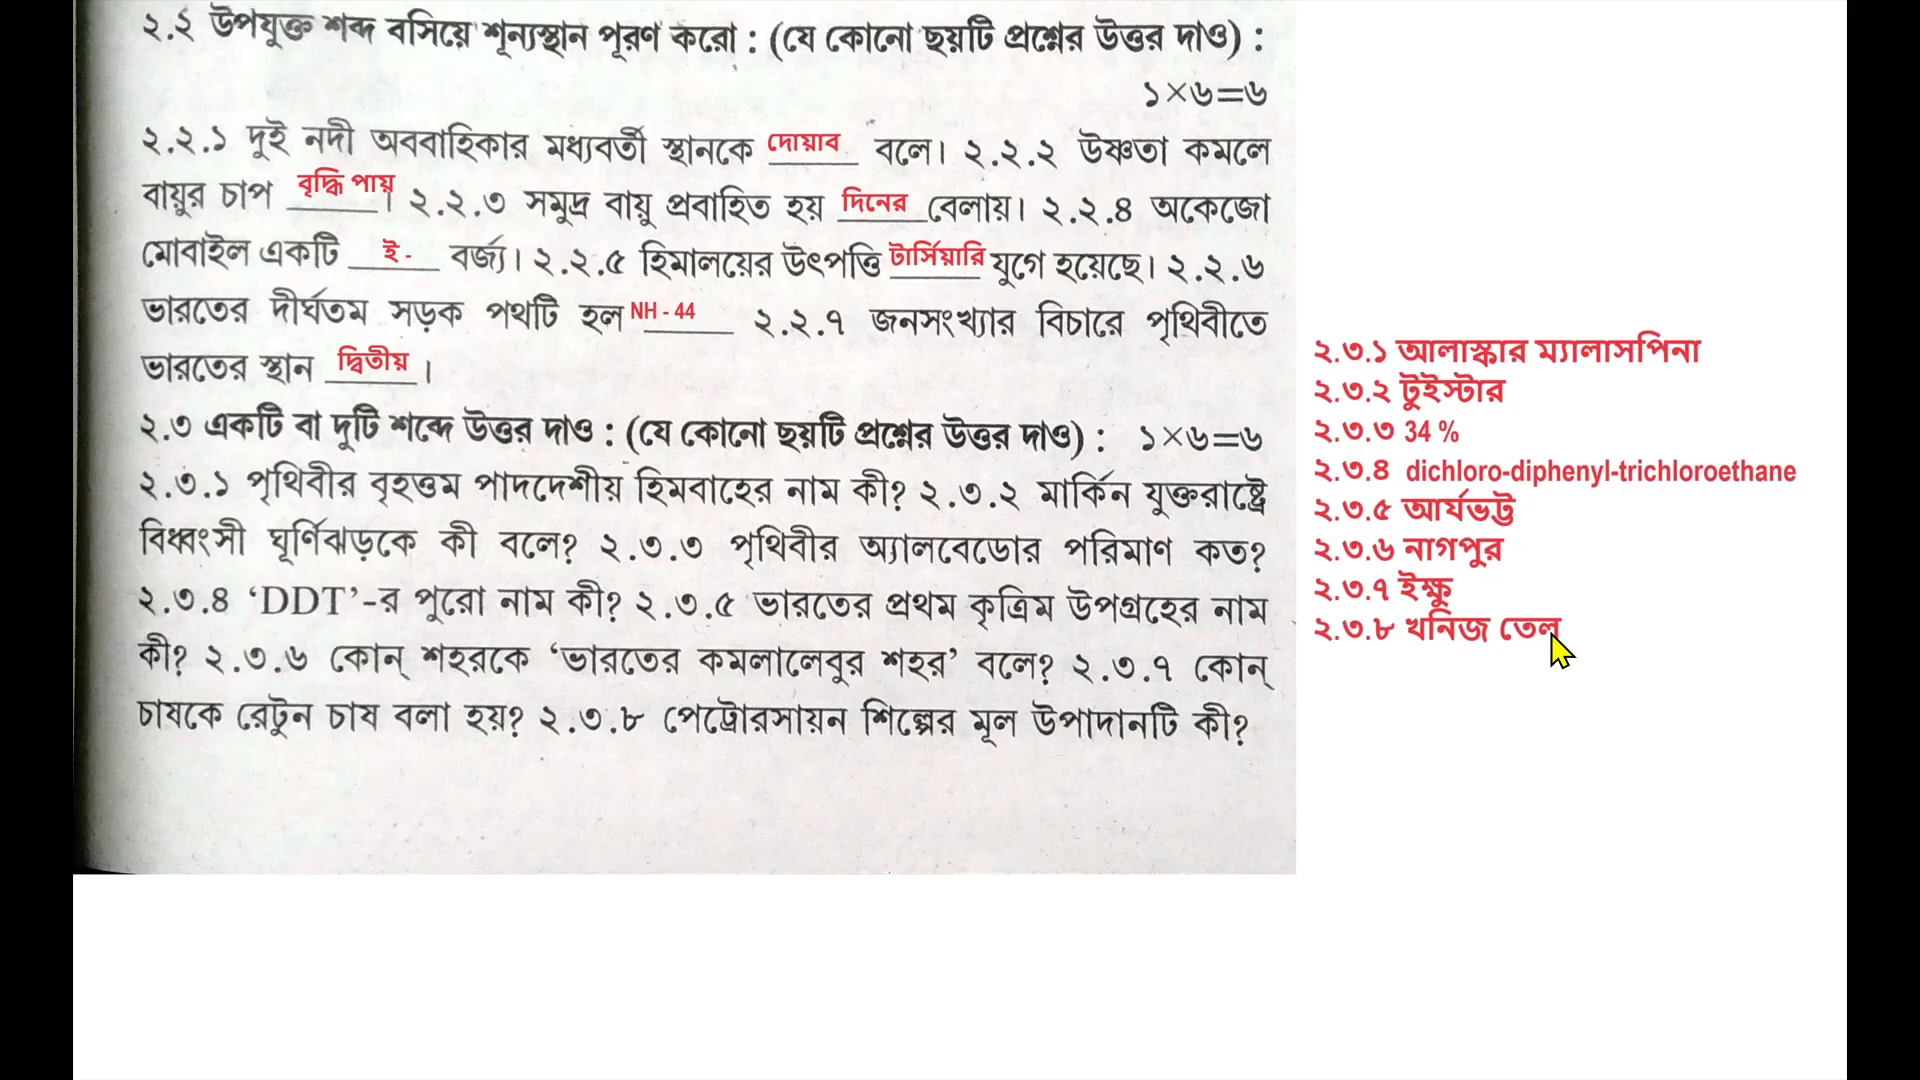 ২.২ উপযুক্ত শব্দ বসিয়ে শূন্যস্থান পূরণ করো : (যে কোনো ছয়টি প্রশ্নের উত্তর দাও) :
১×৬=৬
২.২.১ দুই নদী অববাহিকার মধ্যবর্তী স্থানকে দোয়াব বলে। ২.২.২ উষ্ণতা কমলে
বায়ুর চাপ বৃদ্ধি পায়। ২.২.৩ সমুদ্র বায়ু প্রবাহিত হয় দিনের বেলায়। ২.২.৪ অকেজো
মোবাইল একটি ই - বর্জ্য। ২.২.৫ হিমালয়ের উৎপত্তি টার্সিয়ারি যুগে হয়েছে। ২.২.৬
ভারতের দীর্ঘতম সড়ক পথটি হল NH - 44 ২.২.৭ জনসংখ্যার বিচারে পৃথিবীতে
ভারতের স্থান দ্বিতীয় ।
২.৩ একটি বা দুটি শব্দে উত্তর দাও : (যে কোনো ছয়টি প্রশ্নের উত্তর দাও) : ১×৬=৬
২.৩.১ পৃথিবীর বৃহত্তম পাদদেশীয় হিমবাহের নাম কী? ২.৩.২ মার্কিন যুক্তরাষ্ট্রে
বিধ্বংসী ঘূর্ণিঝড়কে কী বলে? ২.৩.৩ পৃথিবীর অ্যালবেডোর পরিমাণ কত?
২.৩.৪ ‘DDT’-র পুরো নাম কী? ২.৩.৫ ভারতের প্রথম কৃত্রিম উপগ্রহের নাম
কী? ২.৩.৬ কোন্ শহরকে ‘ভারতের কমলালেবুর শহর’ বলে? ২.৩.৭ কোন্
চাষকে রেটুন চাষ বলা হয়? ২.৩.৮ পেট্রোরসায়ন শিল্পের মূল উপাদানটি কী?
২.৩.১ আলাস্কার ম্যালাসপিনা
২.৩.২ টুইস্টার
২.৩.৩ 34 %
২.৩.৪ dichloro-diphenyl-trichloroethane
২.৩.৫ আর্যভট্ট
২.৩.৬ নাগপুর
২.৩.৭ ইক্ষু
২.৩.৮ খনিজ তেল